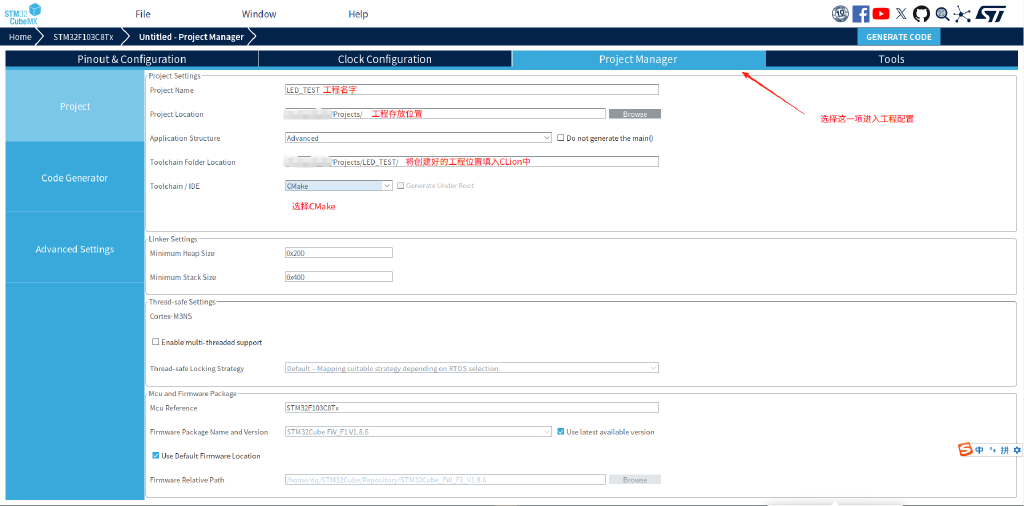 STM32
CubeMX
File
Window
Help
Home
STM32F103C8Tx
Untitled - Project Manager
GENERATE CODE
Pinout & Configuration
Clock Configuration
Project Manager
Tools
选择这一项进入工程配置
Project
Code Generator
Advanced Settings
Project Settings
Project Name
LED_TEST 工程名字
Project Location
/Projects/ 工程存放位置
Browse
Application Structure
Advanced
Do not generate the main()
Toolchain Folder Location
/Projects/LED_TEST/ 将创建好的工程位置填入CLion中
Toolchain / IDE
CMake
Generate Under Root
选择CMake
Linker Settings
Minimum Heap Size
0x200
Minimum Stack Size
0x400
Thread-safe Settings
Cortex-M3NS
Enable multi-threaded support
Thread-safe Locking Strategy
Default – Mapping suitable strategy depending on RTOS selection.
Mcu and Firmware Package
Mcu Reference
STM32F103C8Tx
Firmware Package Name and Version
STM32Cube FW_F1 V1.8.6
Use latest available version
Use Default Firmware Location
Firmware Relative Path
/home/dq/STM32Cube/Repository/STM32Cube_FW_F1_V1.8.6
Browse
中
拼